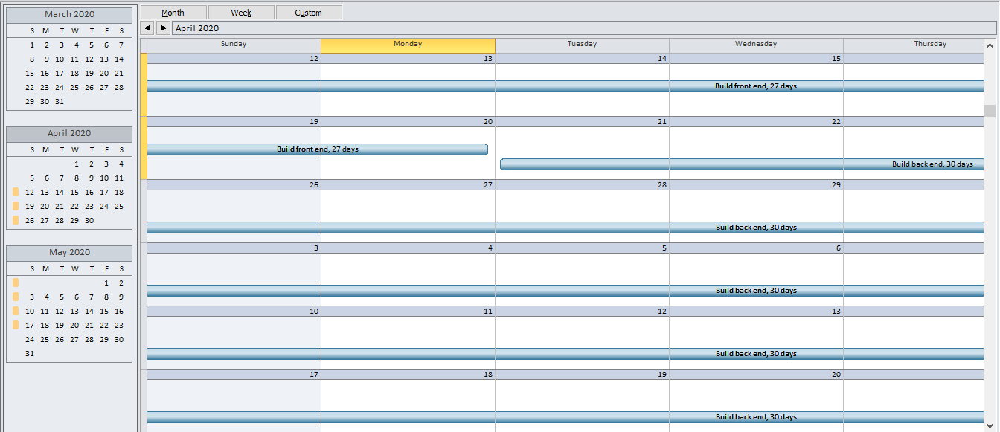 March 2020
S M T W T F S
1 2 3 4 5 6 7
8 9 10 11 12 13 14
15 16 17 18 19 20 21
22 23 24 25 26 27 28
29 30 31
April 2020
S M T W T F S
1 2 3 4
5 6 7 8 9 10 11
12 13 14 15 16 17 18
19 20 21 22 23 24 25
26 27 28 29 30
May 2020
S M T W T F S
1 2
3 4 5 6 7 8 9
10 11 12 13 14 15 16
17 18 19 20 21 22 23
24 25 26 27 28 29 30
31
Month Week Custom
April 2020
Sunday Monday Tuesday Wednesday Thursday
12 13 14 15
Build front end, 27 days
19 20 21 22
Build front end, 27 days
Build back end, 30 days
26 27 28 29
Build back end, 30 days
3 4 5 6
Build back end, 30 days
10 11 12 13
Build back end, 30 days
17 18 19 20
Build back end, 30 days